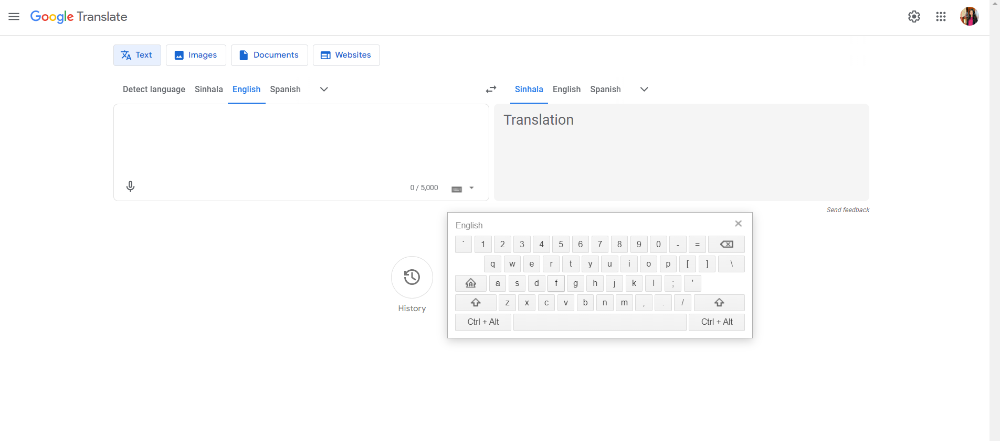 Google Translate
Text Images Documents Websites
Detect language Sinhala English Spanish Sinhala English Spanish
Translation
0 / 5,000
Send feedback
English
` 1 2 3 4 5 6 7 8 9 0 - =
q w e r t y u i o p [ ] \
a s d f g h j k l ; '
z x c v b n m , . /
Ctrl + Alt Ctrl + Alt
History